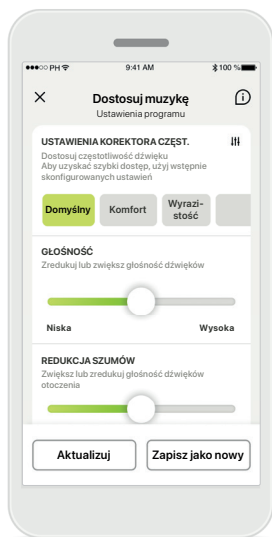 ●●●○○ PH 9:41 AM 100 %
Dostosuj muzykę
Ustawienia programu
USTAWIENIA KOREKTORA CZĘST.
Dostosuj częstotliwość dźwięku
Aby uzyskać szybki dostęp, użyj wstępnie
skonfigurowanych ustawień
Domyślny Komfort Wyrazi-
stość
GŁOŚNOŚĆ
Zredukuj lub zwiększ głośność dźwięków
Niska Wysoka
REDUKCJA SZUMÓW
Zwiększ lub zredukuj głośność dźwięków
otoczenia
Aktualizuj Zapisz jako nowy